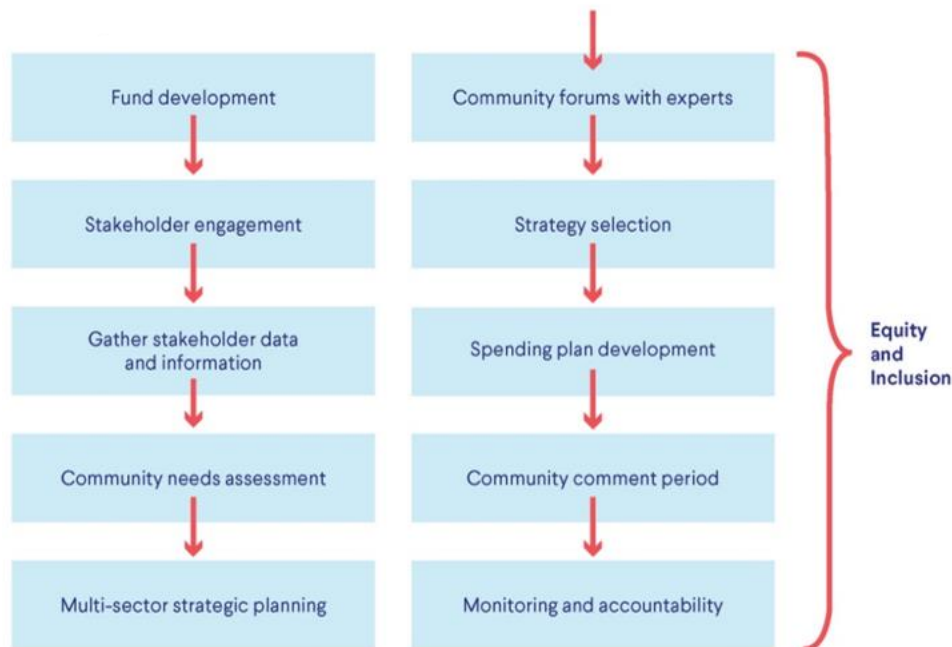 Fund development
Stakeholder engagement
Gather stakeholder data
and information
Community needs assessment
Multi-sector strategic planning
Community forums with experts
Strategy selection
Spending plan development
Community comment period
Monitoring and accountability
Equity
and
Inclusion